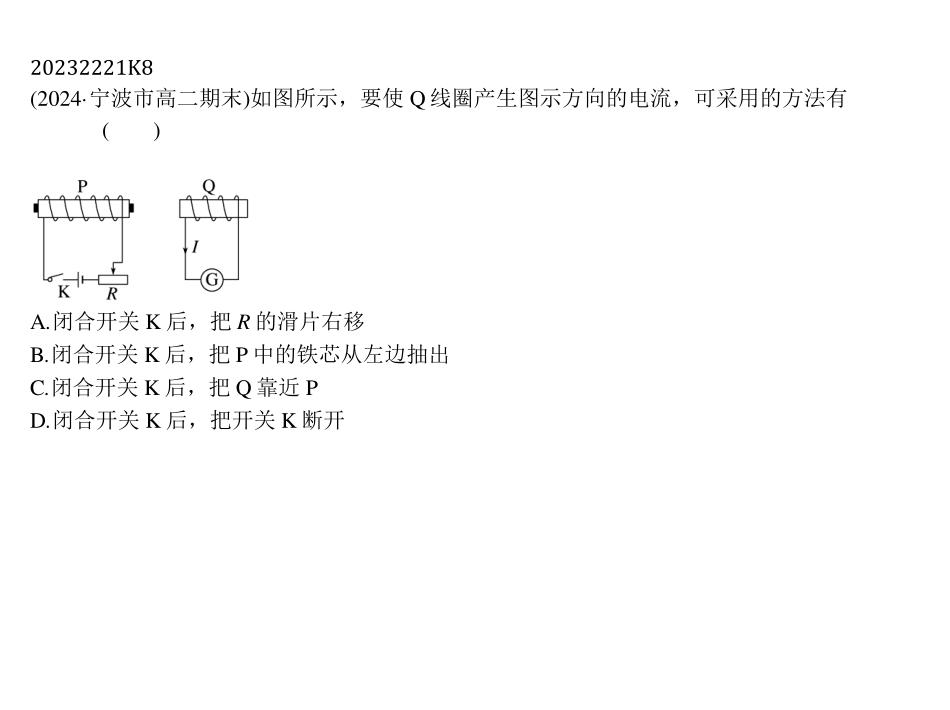 20232221K8
(2024·宁波市高二期末)如图所示，要使 Q 线圈产生图示方向的电流，可采用的方法有
(　　)
P Q
I
G
K R
A.闭合开关 K 后，把 R 的滑片右移
B.闭合开关 K 后，把 P 中的铁芯从左边抽出
C.闭合开关 K 后，把 Q 靠近 P
D.闭合开关 K 后，把开关 K 断开